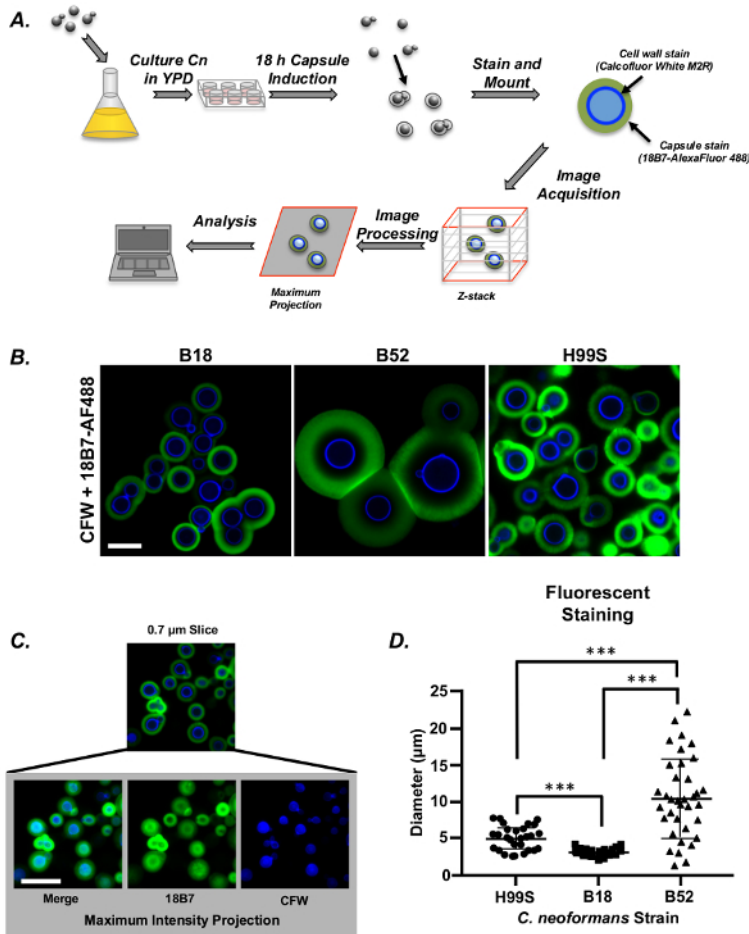 A.
Culture Cn
in YPD
18 h Capsule
Induction
Stain and
Mount
Cell wall stain
(Calcofluor White M2R)
Capsule stain
(18B7-AlexaFluor 488)
Image
Acquisition
Z-stack
Image
Processing
Maximum
Projection
Analysis
B.
B18
B52
H99S
CFW + 18B7-AF488
C.
0.7 µm Slice
Merge
18B7
CFW
Maximum Intensity Projection
D.
Fluorescent
Staining
***
***
***
Diameter (µm)
25
20
15
10
5
0
H99S
B18
B52
C. neoformans Strain